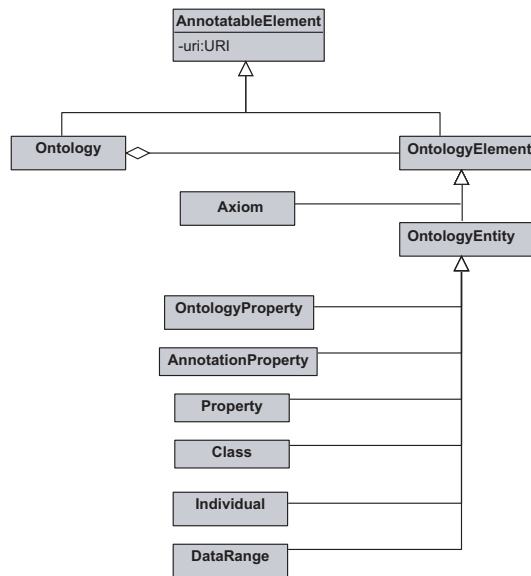 AnnotatableElement
-uri:URI
Ontology
OntologyElement
Axiom
OntologyEntity
OntologyProperty
AnnotationProperty
Property
Class
Individual
DataRange